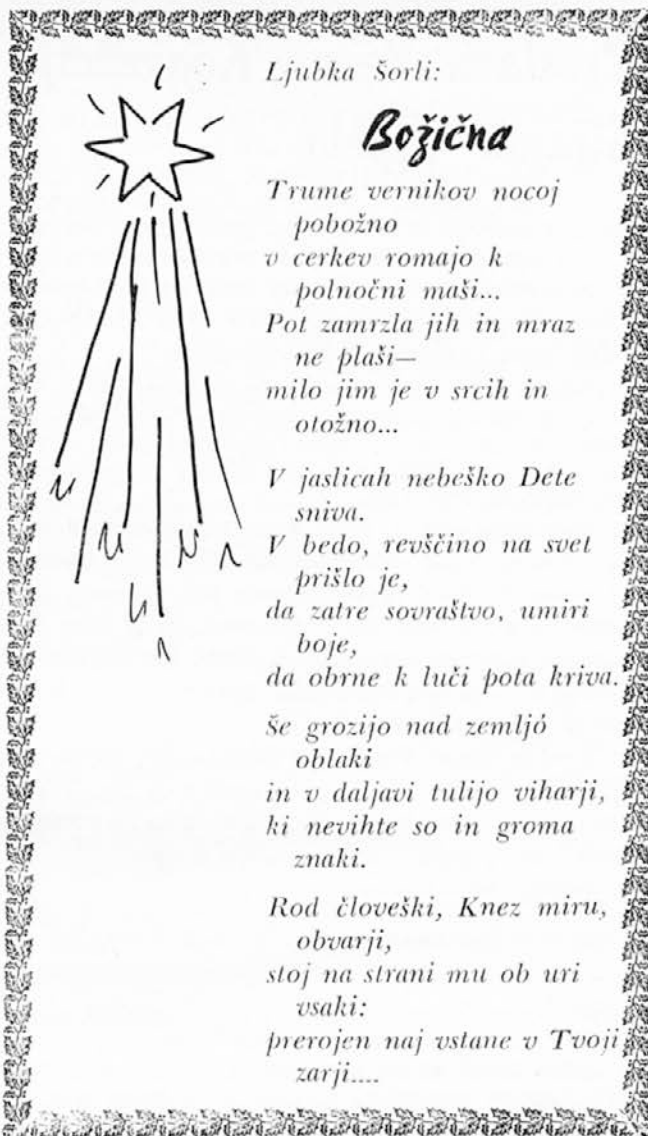 Ljubka Šorli:
Božična
Trume vernikov nocoj
pobožno
v cerkev romajo k
polnočni maši...
Pot zamrzla jih in mraz
ne plaši—
milo jim je v srcih in
otožno...
V jaslicah nebeško Dete
sniva.
V bedo, revščino na svet
prišlo je,
da zatre sovraštvo, umiri
boje,
da obrne k luči pota kriva.
Še grozijo nad zemljó
oblaki
in v daljavi tulijo viharji,
ki nevihte so in groma
znaki.
Rod človeški, Knez miru,
obvarji,
stoj na strani mu ob uri
vsaki:
prerojen naj vstane v Tvoji
zarji....